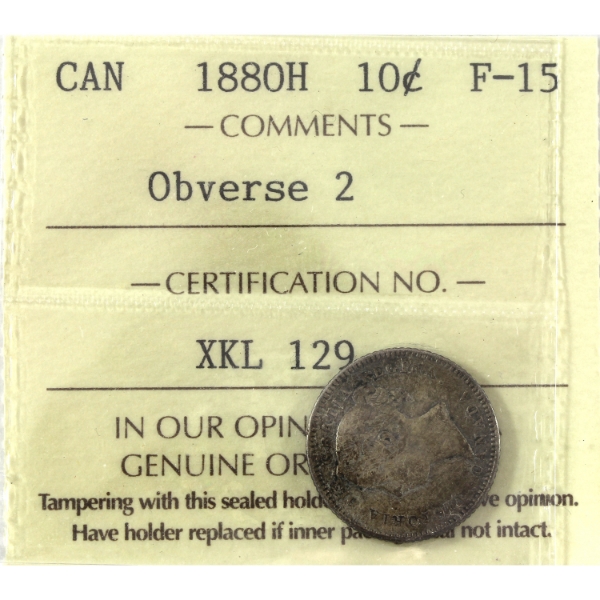 CAN 1880H 10¢ F-15
— COMMENTS —
Obverse 2
— CERTIFICATION NO. —
XKL 129
IN OUR OPIN
GENUINE OR
Tampering with this sealed hold ve opinion.
Have holder replaced if inner pa not intact.